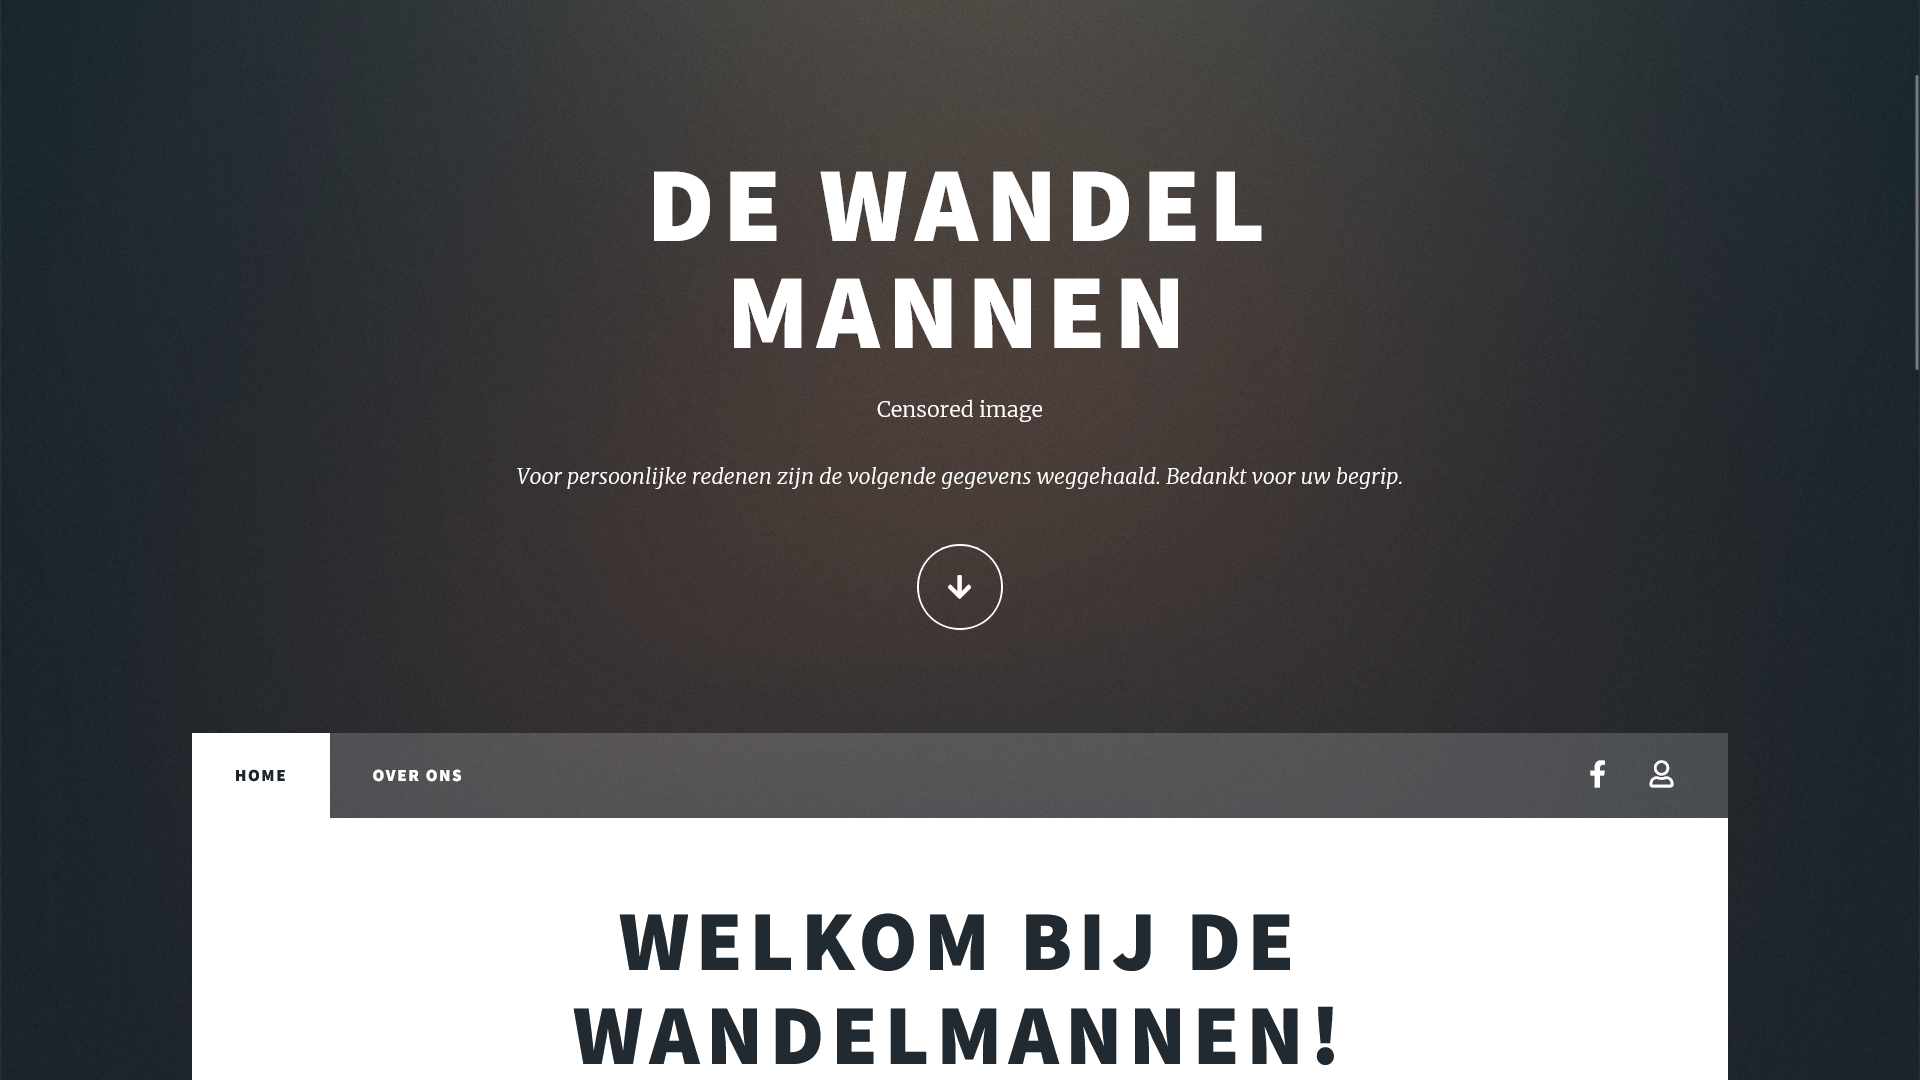 DE WANDEL
MANNEN
Censored image
Voor persoonlijke redenen zijn de volgende gegevens weggehaald. Bedankt voor uw begrip.
HOME
OVER ONS
WELKOM BIJ DE
WANDELMANNEN!